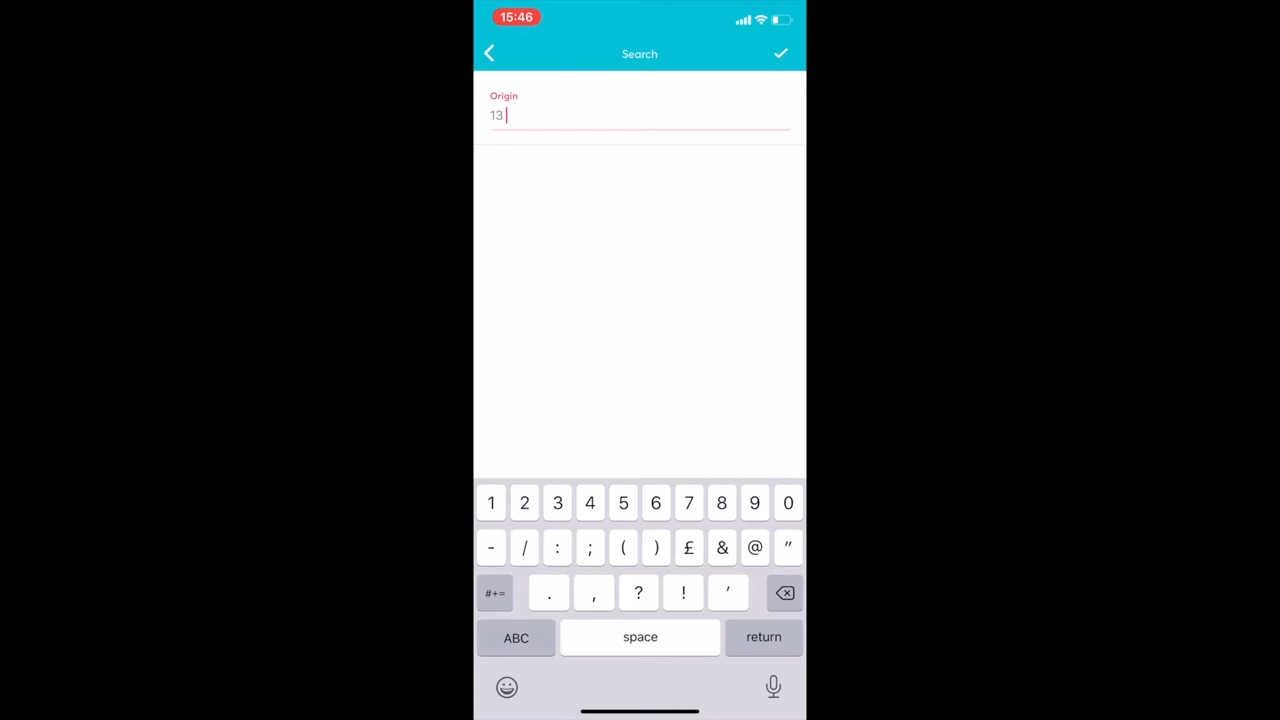 15:46
Search
Origin
13
1 2 3 4 5 6 7 8 9 0
- / : ; ( ) £ & @ "
#+= . , ? ! '
ABC space return